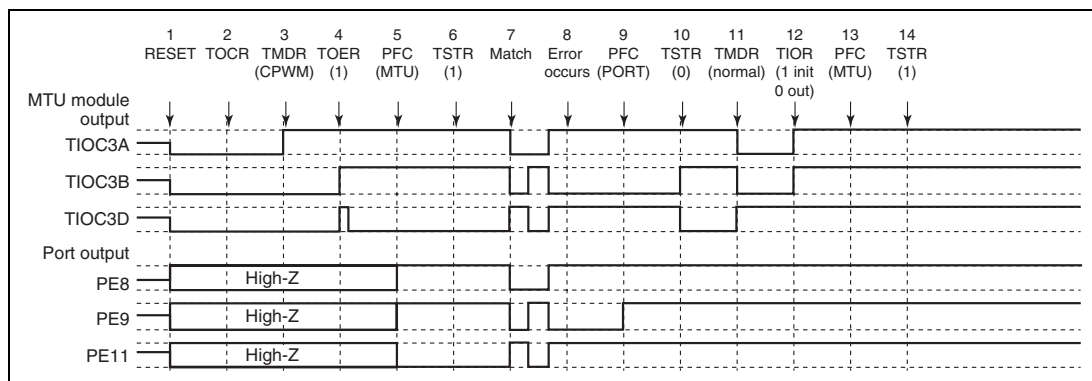 1 2 3 4 5 6 7 8 9 10 11 12 13 14
RESET TOCR TMDR TOER PFC TSTR Match Error PFC TSTR TMDR TIOR PFC TSTR
(CPWM) (1) (MTU) (1) occurs (PORT) (0) (normal) (1 init (MTU) (1)
0 out)
MTU module
output
TIOC3A
TIOC3B
TIOC3D
Port output
PE8 High-Z
PE9 High-Z
PE11 High-Z